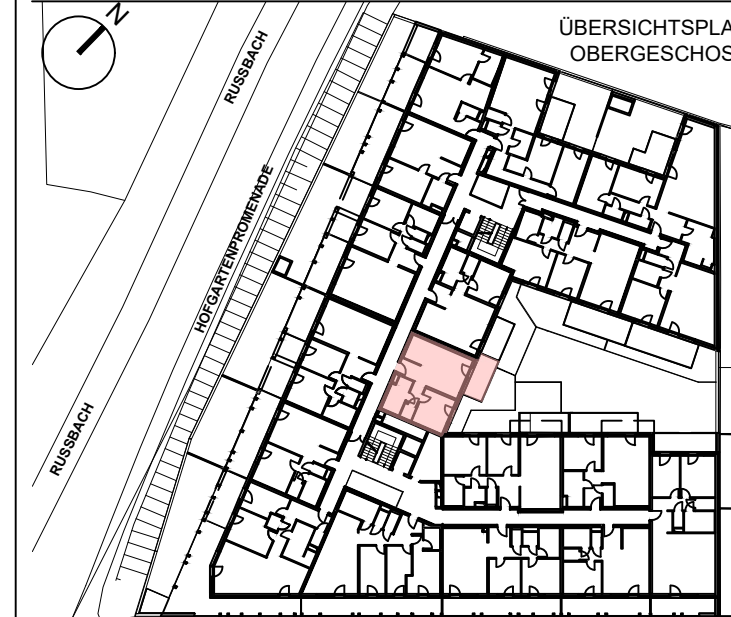 N
ÜBERSICHTSPLA
OBERGESCHOS
RUSSBACH
HOFGARTENPROMENADE
RUSSBACH